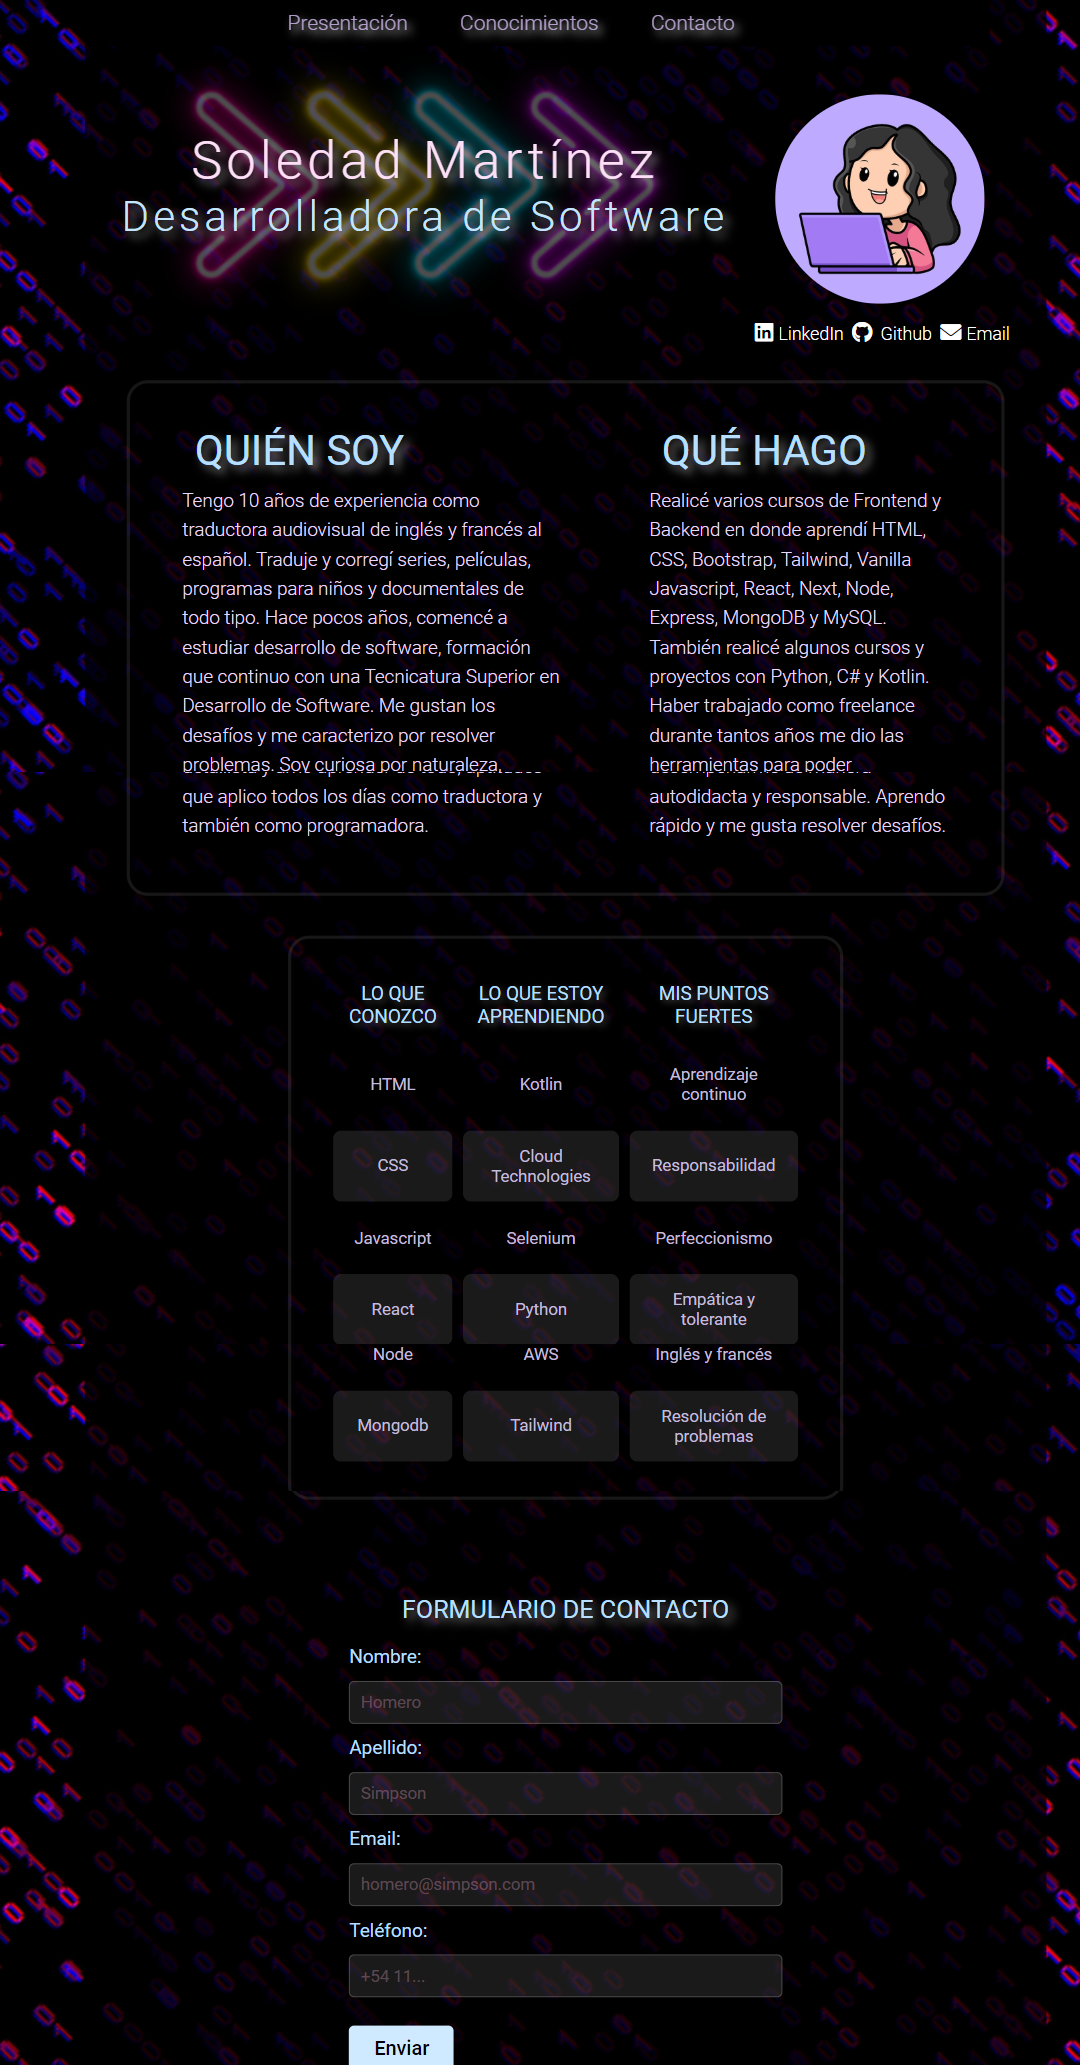 Presentación Conocimientos Contacto
Soledad Martínez
Desarrolladora de Software
LinkedIn Github Email
QUIÉN SOY
Tengo 10 años de experiencia como
traductora audiovisual de inglés y francés al
español. Traduje y corregí series, películas,
programas para niños y documentales de
todo tipo. Hace pocos años, comencé a
estudiar desarrollo de software, formación
que continuo con una Tecnicatura Superior en
Desarrollo de Software. Me gustan los
desafíos y me caracterizo por resolver
problemas. Soy curiosa por naturaleza,
que aplico todos los días como traductora y
también como programadora.
QUÉ HAGO
Realicé varios cursos de Frontend y
Backend en donde aprendí HTML,
CSS, Bootstrap, Tailwind, Vanilla
Javascript, React, Next, Node,
Express, MongoDB y MySQL.
También realicé algunos cursos y
proyectos con Python, C# y Kotlin.
Haber trabajado como freelance
durante tantos años me dio las
herramientas para poder
autodidacta y responsable. Aprendo
rápido y me gusta resolver desafíos.
LO QUE CONOZCO LO QUE ESTOY APRENDIENDO MIS PUNTOS FUERTES
HTML Kotlin Aprendizaje continuo
CSS Cloud Technologies Responsabilidad
Javascript Selenium Perfeccionismo
React Python Empática y tolerante
Node AWS Inglés y francés
Mongodb Tailwind Resolución de problemas
FORMULARIO DE CONTACTO
Nombre:
Homero
Apellido:
Simpson
Email:
homero@simpson.com
Teléfono:
+54 11...
Enviar